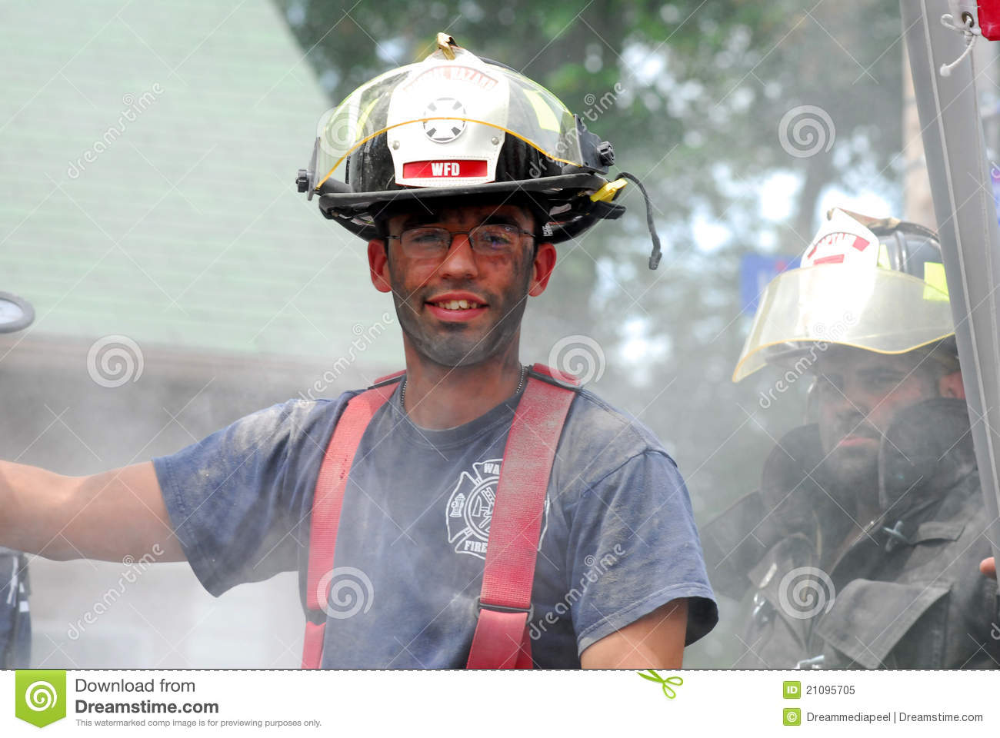 WFD
WA
FIRE
dreamstime
Download from
Dreamstime.com
This watermarked comp image is for previewing purposes only.
ID 21095705
© Dreammediapeel | Dreamstime.com